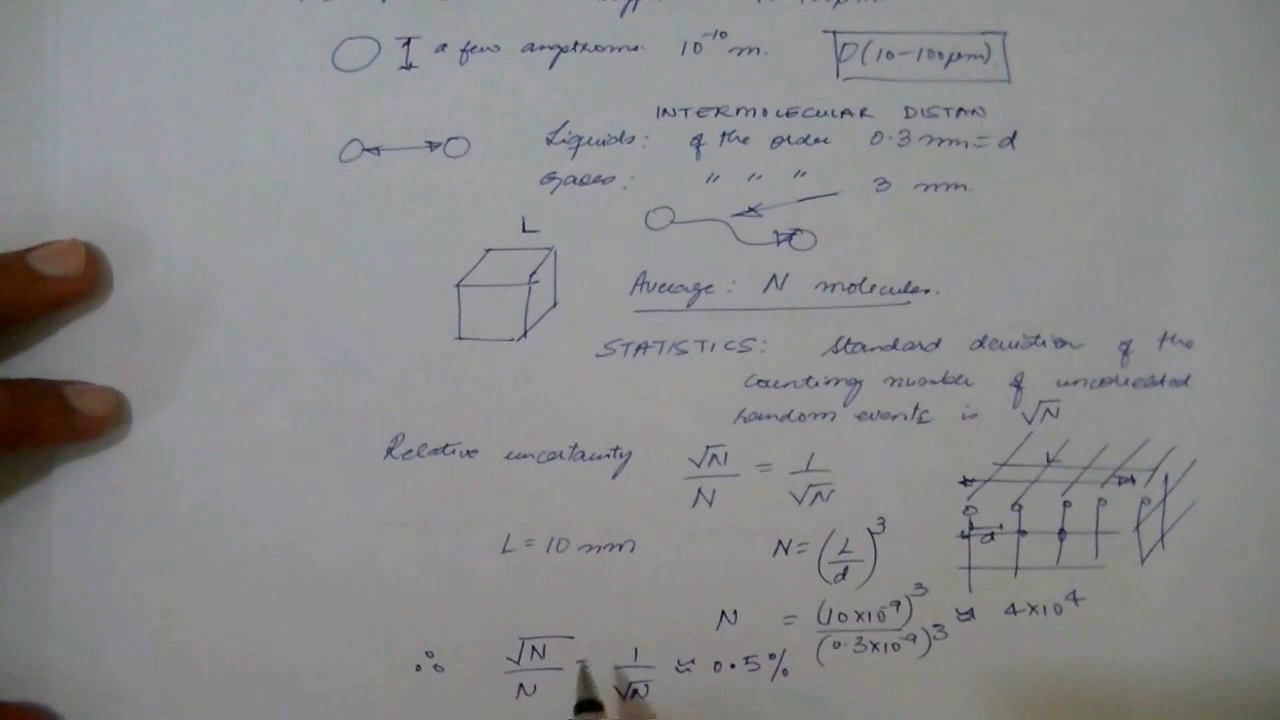 a few angstroms 10⁻¹⁰ m. O(10-100μm)
INTERMOLECULAR DISTAN
Liquids: of the order 0.3 nm = d
Gases: " " " 3 nm.
L
Average: N molecules.
STATISTICS: Standard deviation of the
counting number of uncorrelated
random events is √N
Relative uncertainty √N/N = 1/√N
L
d
L = 10 nm N = (L/d)³
N = (10×10⁻⁹)³/(0.3×10⁻⁹)³ ≈ 4×10⁴
∴ √N/N = 1/√N ≈ 0.5%